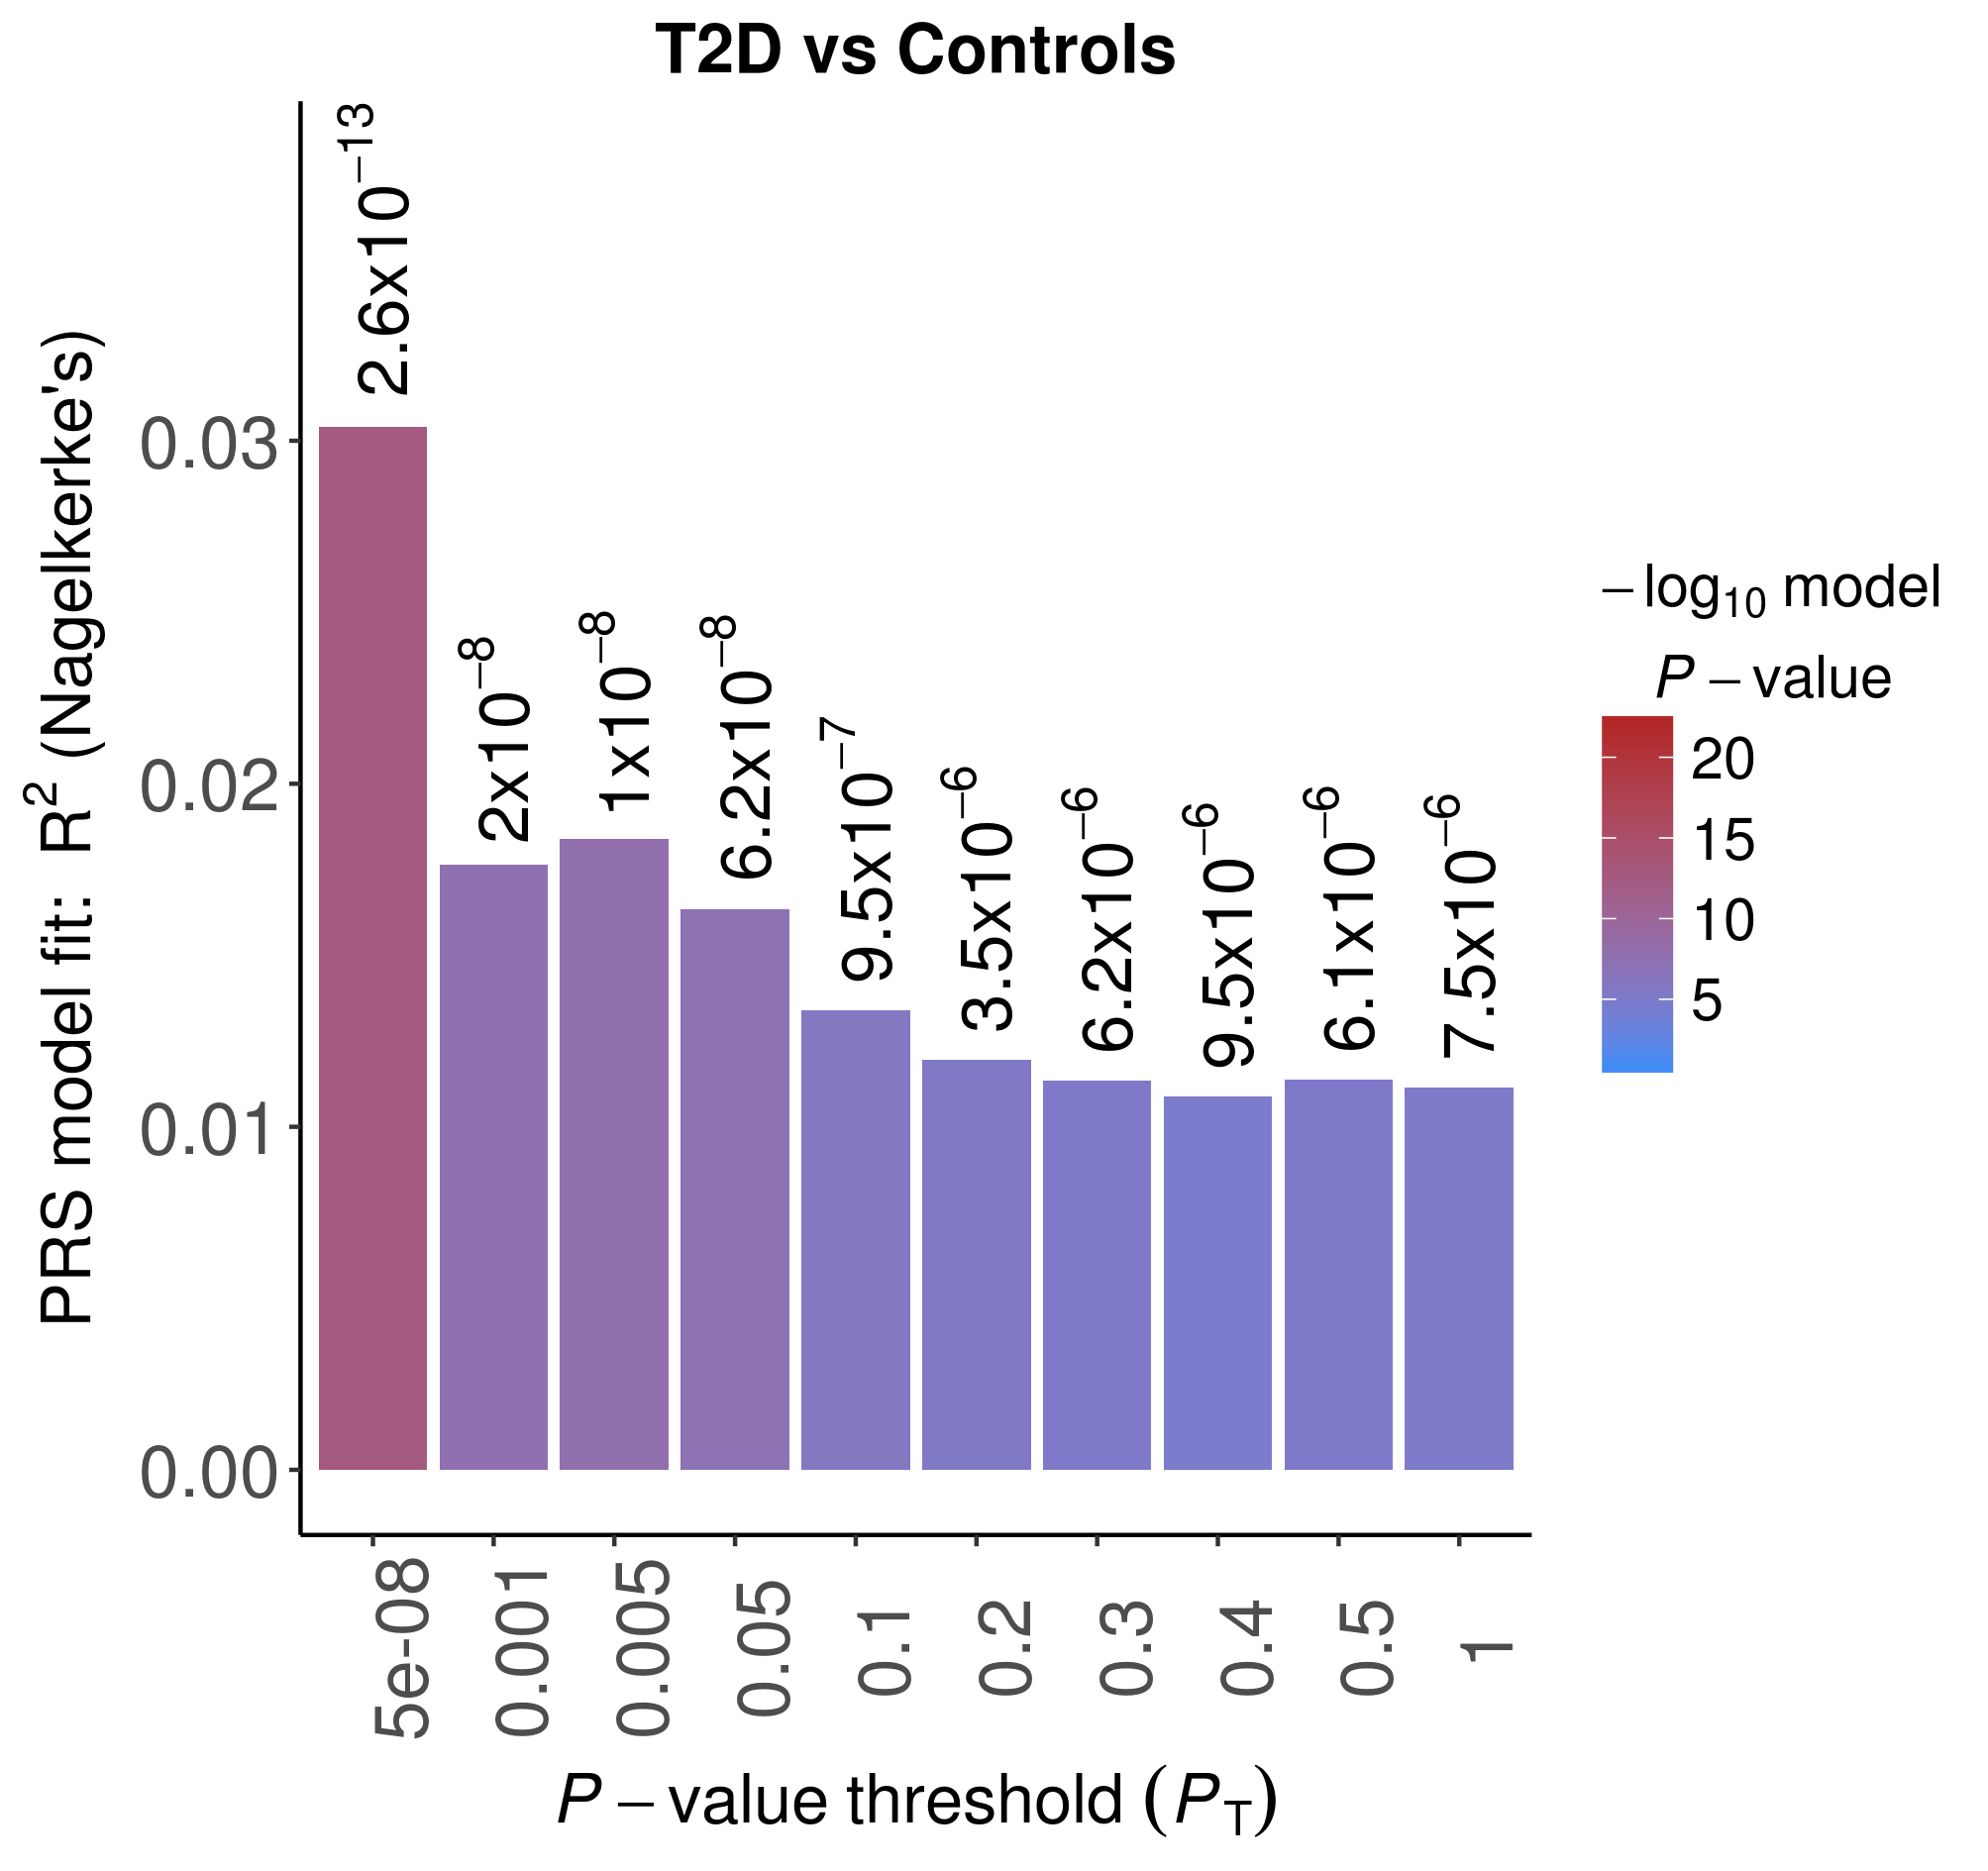 T2D vs Controls
PRS model fit: R² (Nagelkerke's)
0.03
0.02
0.01
0.00
2.6x10⁻¹³
2x10⁻⁸
1x10⁻⁸
6.2x10⁻⁸
9.5x10⁻⁷
3.5x10⁻⁶
6.2x10⁻⁶
9.5x10⁻⁶
6.1x10⁻⁶
7.5x10⁻⁶
5e-08
0.001
0.005
0.05
0.1
0.2
0.3
0.4
0.5
1
P – value threshold (P_T)
–log₁₀ model
P – value
20
15
10
5